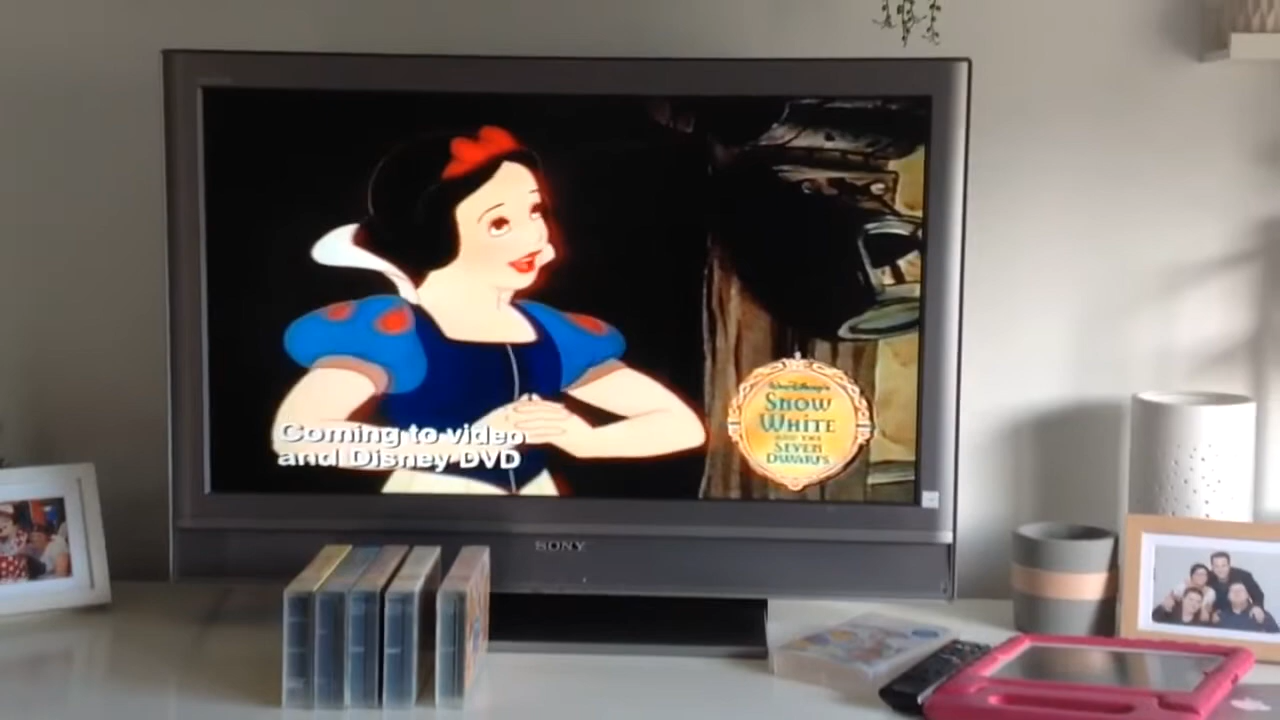 Coming to video
and Disney DVD
Walt Disney's
SNOW
WHITE
AND THE
SEVEN
DWARFS
SONY